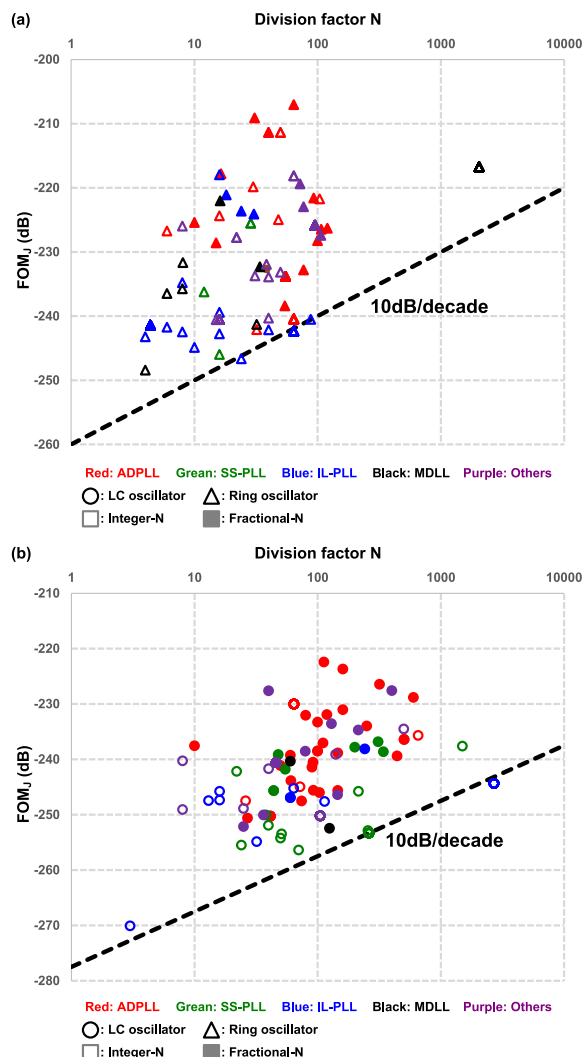 (a)
Division factor N
1 10 100 1000 10000
-200
-210
-220
-230
-240
-250
-260
FOMJ (dB)
10dB/decade
Red: ADPLL Green: SS-PLL Blue: IL-PLL Black: MDLL Purple: Others
: LC oscillator : Ring oscillator
: Integer-N : Fractional-N
(b)
Division factor N
1 10 100 1000 10000
-210
-220
-230
-240
-250
-260
-270
-280
FOMJ (dB)
10dB/decade
Red: ADPLL Green: SS-PLL Blue: IL-PLL Black: MDLL Purple: Others
: LC oscillator : Ring oscillator
: Integer-N : Fractional-N